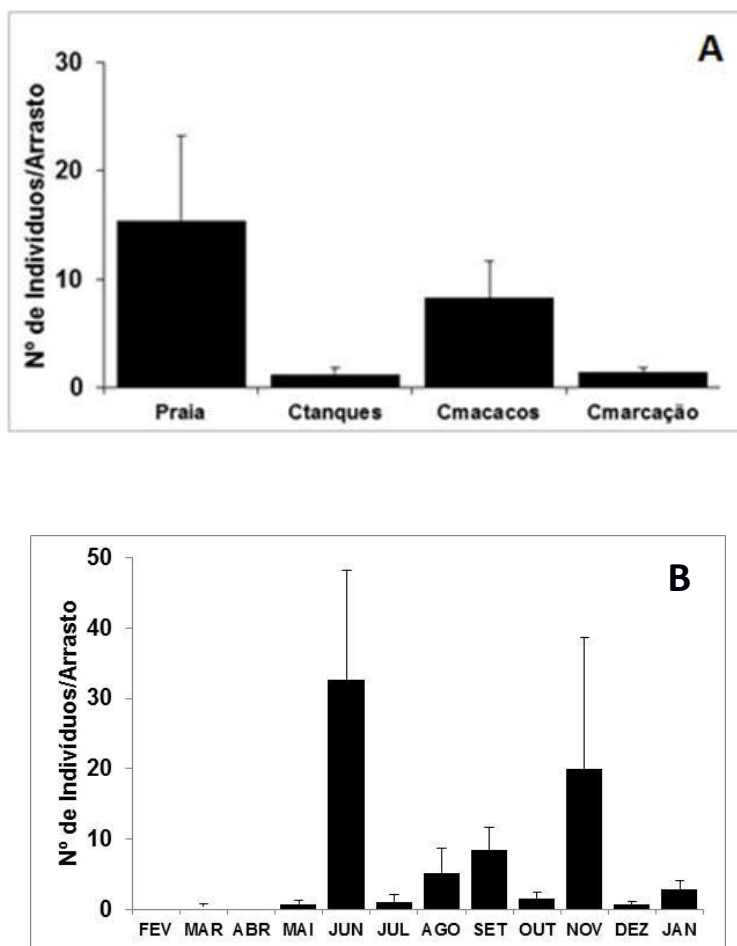 A
Nº de Indivíduos/Arrasto
30
20
10
0
Praia Ctanques Cmacacos Cmarcação
B
Nº de Indivíduos/Arrasto
50
40
30
20
10
0
FEV MAR ABR MAI JUN JUL AGO SET OUT NOV DEZ JAN